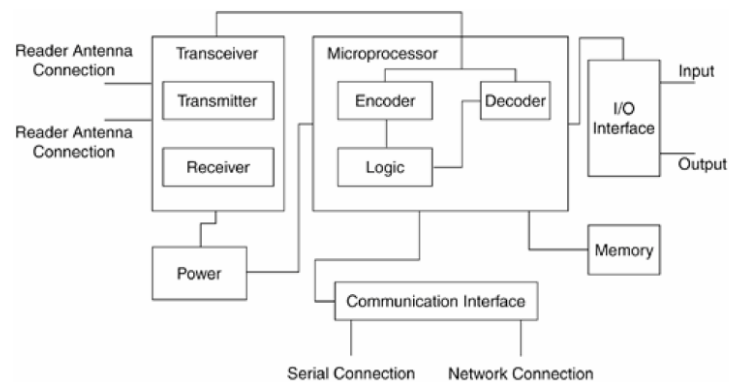 Reader Antenna
Connection
Reader Antenna
Connection
Transceiver
Transmitter
Receiver
Power
Microprocessor
Encoder
Decoder
Logic
I/O
Interface
Input
Output
Memory
Communication Interface
Serial Connection
Network Connection